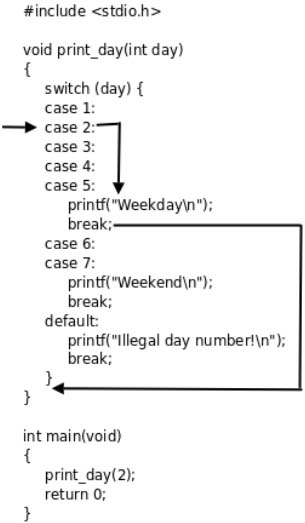 #include <stdio.h>

void print_day(int day)
{
    switch (day) {
    case 1:
    case 2:
    case 3:
    case 4:
    case 5:
        printf("Weekday\n");
        break;
    case 6:
    case 7:
        printf("Weekend\n");
        break;
    default:
        printf("Illegal day number!\n");
        break;
    }
}

int main(void)
{
    print_day(2);
    return 0;
}